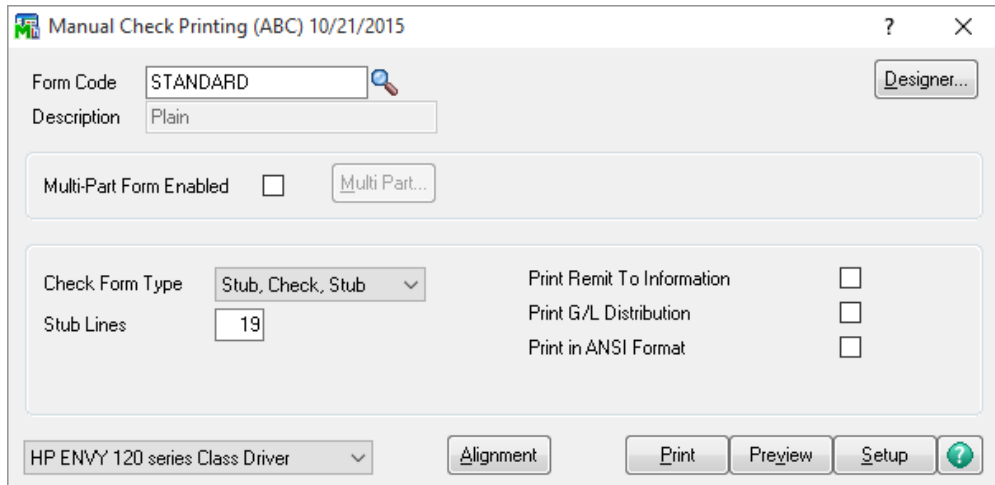 Manual Check Printing (ABC) 10/21/2015 ?
Form Code STANDARD Designer...
Description Plain
Multi-Part Form Enabled Multi Part...
Check Form Type Stub, Check, Stub Print Remit To Information
Stub Lines 19 Print G/L Distribution
Print in ANSI Format
HP ENVY 120 series Class Driver Alignment Print Preview Setup ?